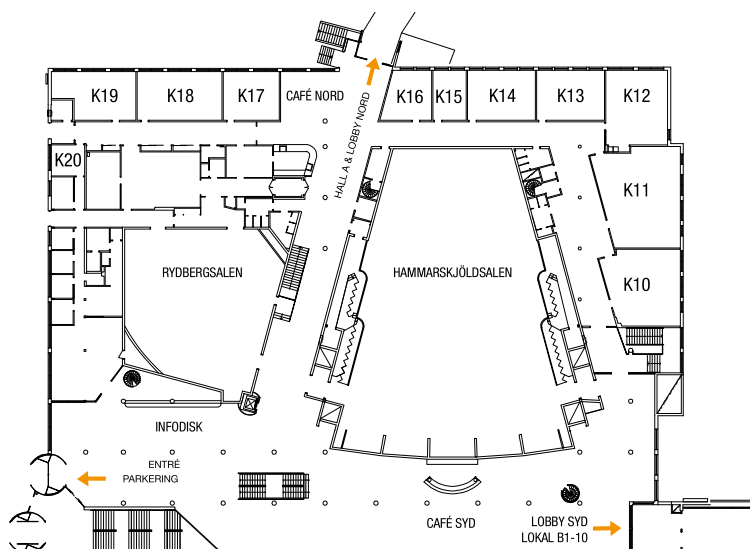 K19
K18
K17
CAFÉ NORD
K16
K15
K14
K13
K12
HALL A & LOBBY NORD
K20
K11
RYDBERGSALEN
HAMMARSKJÖLDSALEN
K10
INFODISK
ENTRÉ
PARKERING
CAFÉ SYD
LOBBY SYD
LOKAL B1-10